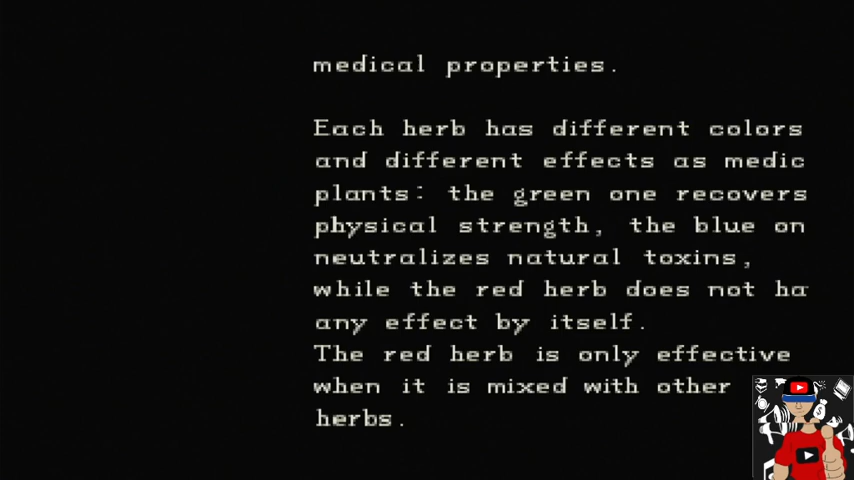 medical properties.
Each herb has different colors
and different effects as medic
plants: the green one recovers
physical strength, the blue on
neutralizes natural toxins,
while the red herb does not ha
any effect by itself.
The red herb is only effective
when it is mixed with other
herbs.